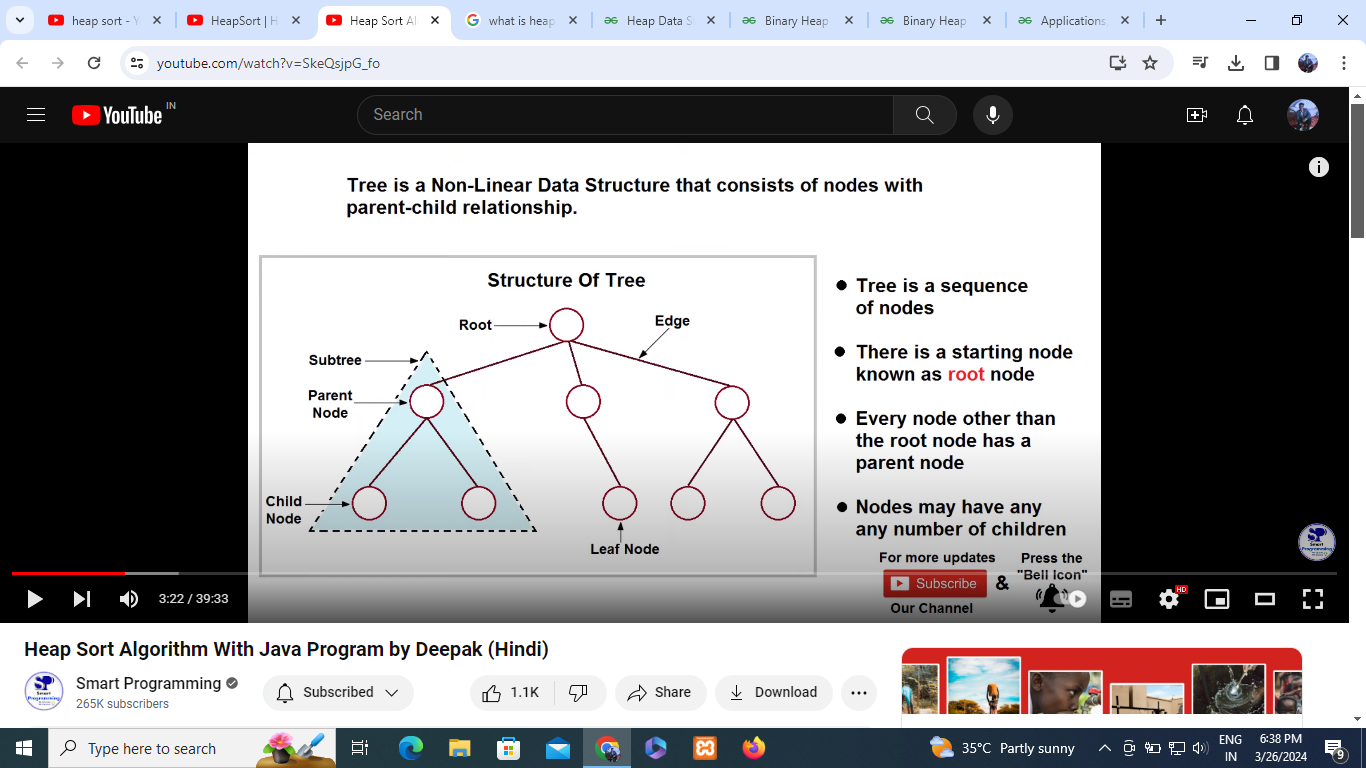 heap sort - Y
HeapSort | H
Heap Sort Al
what is heap
Heap Data S
Binary Heap
Binary Heap
Applications
youtube.com/watch?v=SkeQsjpG_fo
YouTube IN
Search
Tree is a Non-Linear Data Structure that consists of nodes with
parent-child relationship.
Structure Of Tree
Root
Edge
Subtree
Parent
Node
Child
Node
Leaf Node
Tree is a sequence
of nodes
There is a starting node
known as root node
Every node other than
the root node has a
parent node
Nodes may have any
any number of children
For more updates
Subscribe
Our Channel
&
Press the
"Bell icon"
Smart
Programming
3:22 / 39:33
HD
Heap Sort Algorithm With Java Program by Deepak (Hindi)
Smart
Programming
Smart Programming
265K subscribers
Subscribed
1.1K
Share
Download
Type here to search
35°C Partly sunny
ENG
IN
6:38 PM
3/26/2024
9